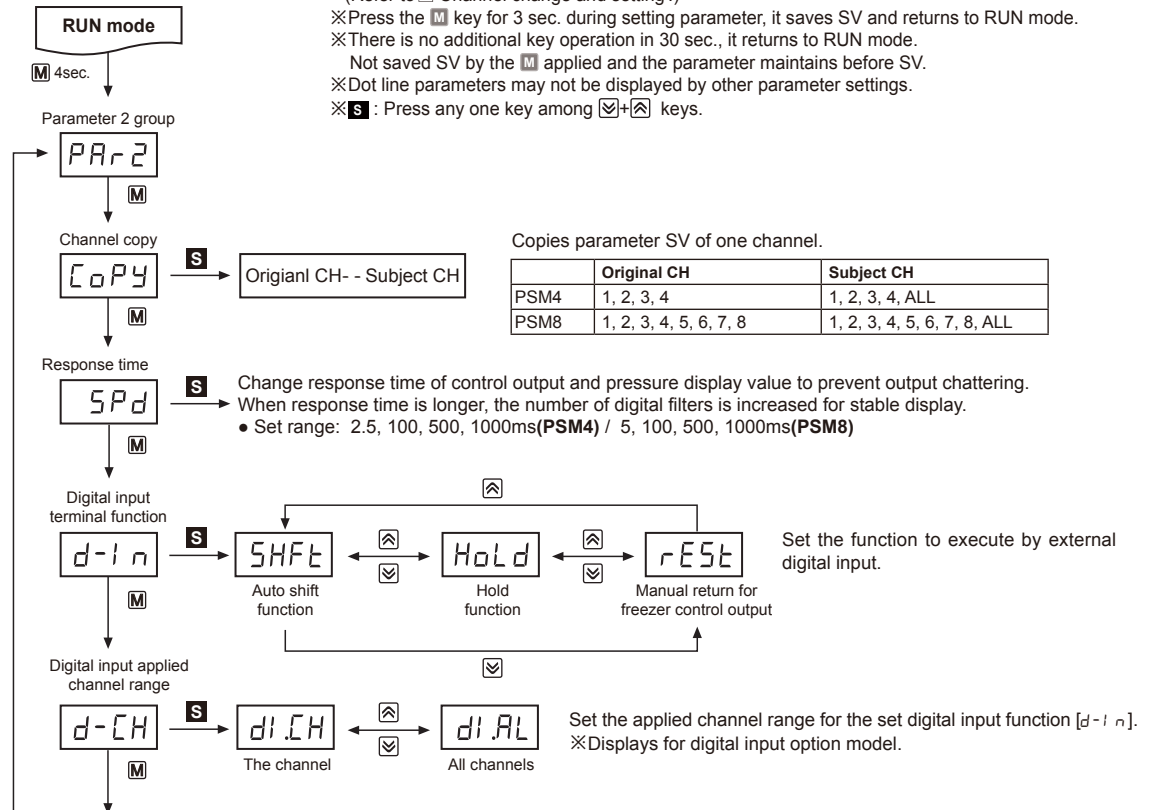 (Refer to Channel change and setting.)
RUN mode
※Press the M key for 3 sec. during setting parameter, it saves SV and returns to RUN mode.
※There is no additional key operation in 30 sec., it returns to RUN mode.
Not saved SV by the M applied and the parameter maintains before SV.
※Dot line parameters may not be displayed by other parameter settings.
※S : Press any one key among + keys.
M 4sec.
Parameter 2 group
PAr2
M
Channel copy
CoPY
S
Origianl CH- - Subject CH
M
Copies parameter SV of one channel.
Original CH Subject CH
PSM4 1, 2, 3, 4 1, 2, 3, 4, ALL
PSM8 1, 2, 3, 4, 5, 6, 7, 8 1, 2, 3, 4, 5, 6, 7, 8, ALL
Response time
SPd
S
M
Change response time of control output and pressure display value to prevent output chattering.
When response time is longer, the number of digital filters is increased for stable display.
● Set range: 2.5, 100, 500, 1000ms(PSM4) / 5, 100, 500, 1000ms(PSM8)
Digital input
terminal function
d-In
S
M
SHFt
Auto shift
function
HoLd
Hold
function
rESt
Manual return for
freezer control output
Set the function to execute by external
digital input.
Digital input applied
channel range
d-CH
S
M
dI.CH
The channel
dI.AL
All channels
Set the applied channel range for the set digital input function [d-In].
※Displays for digital input option model.